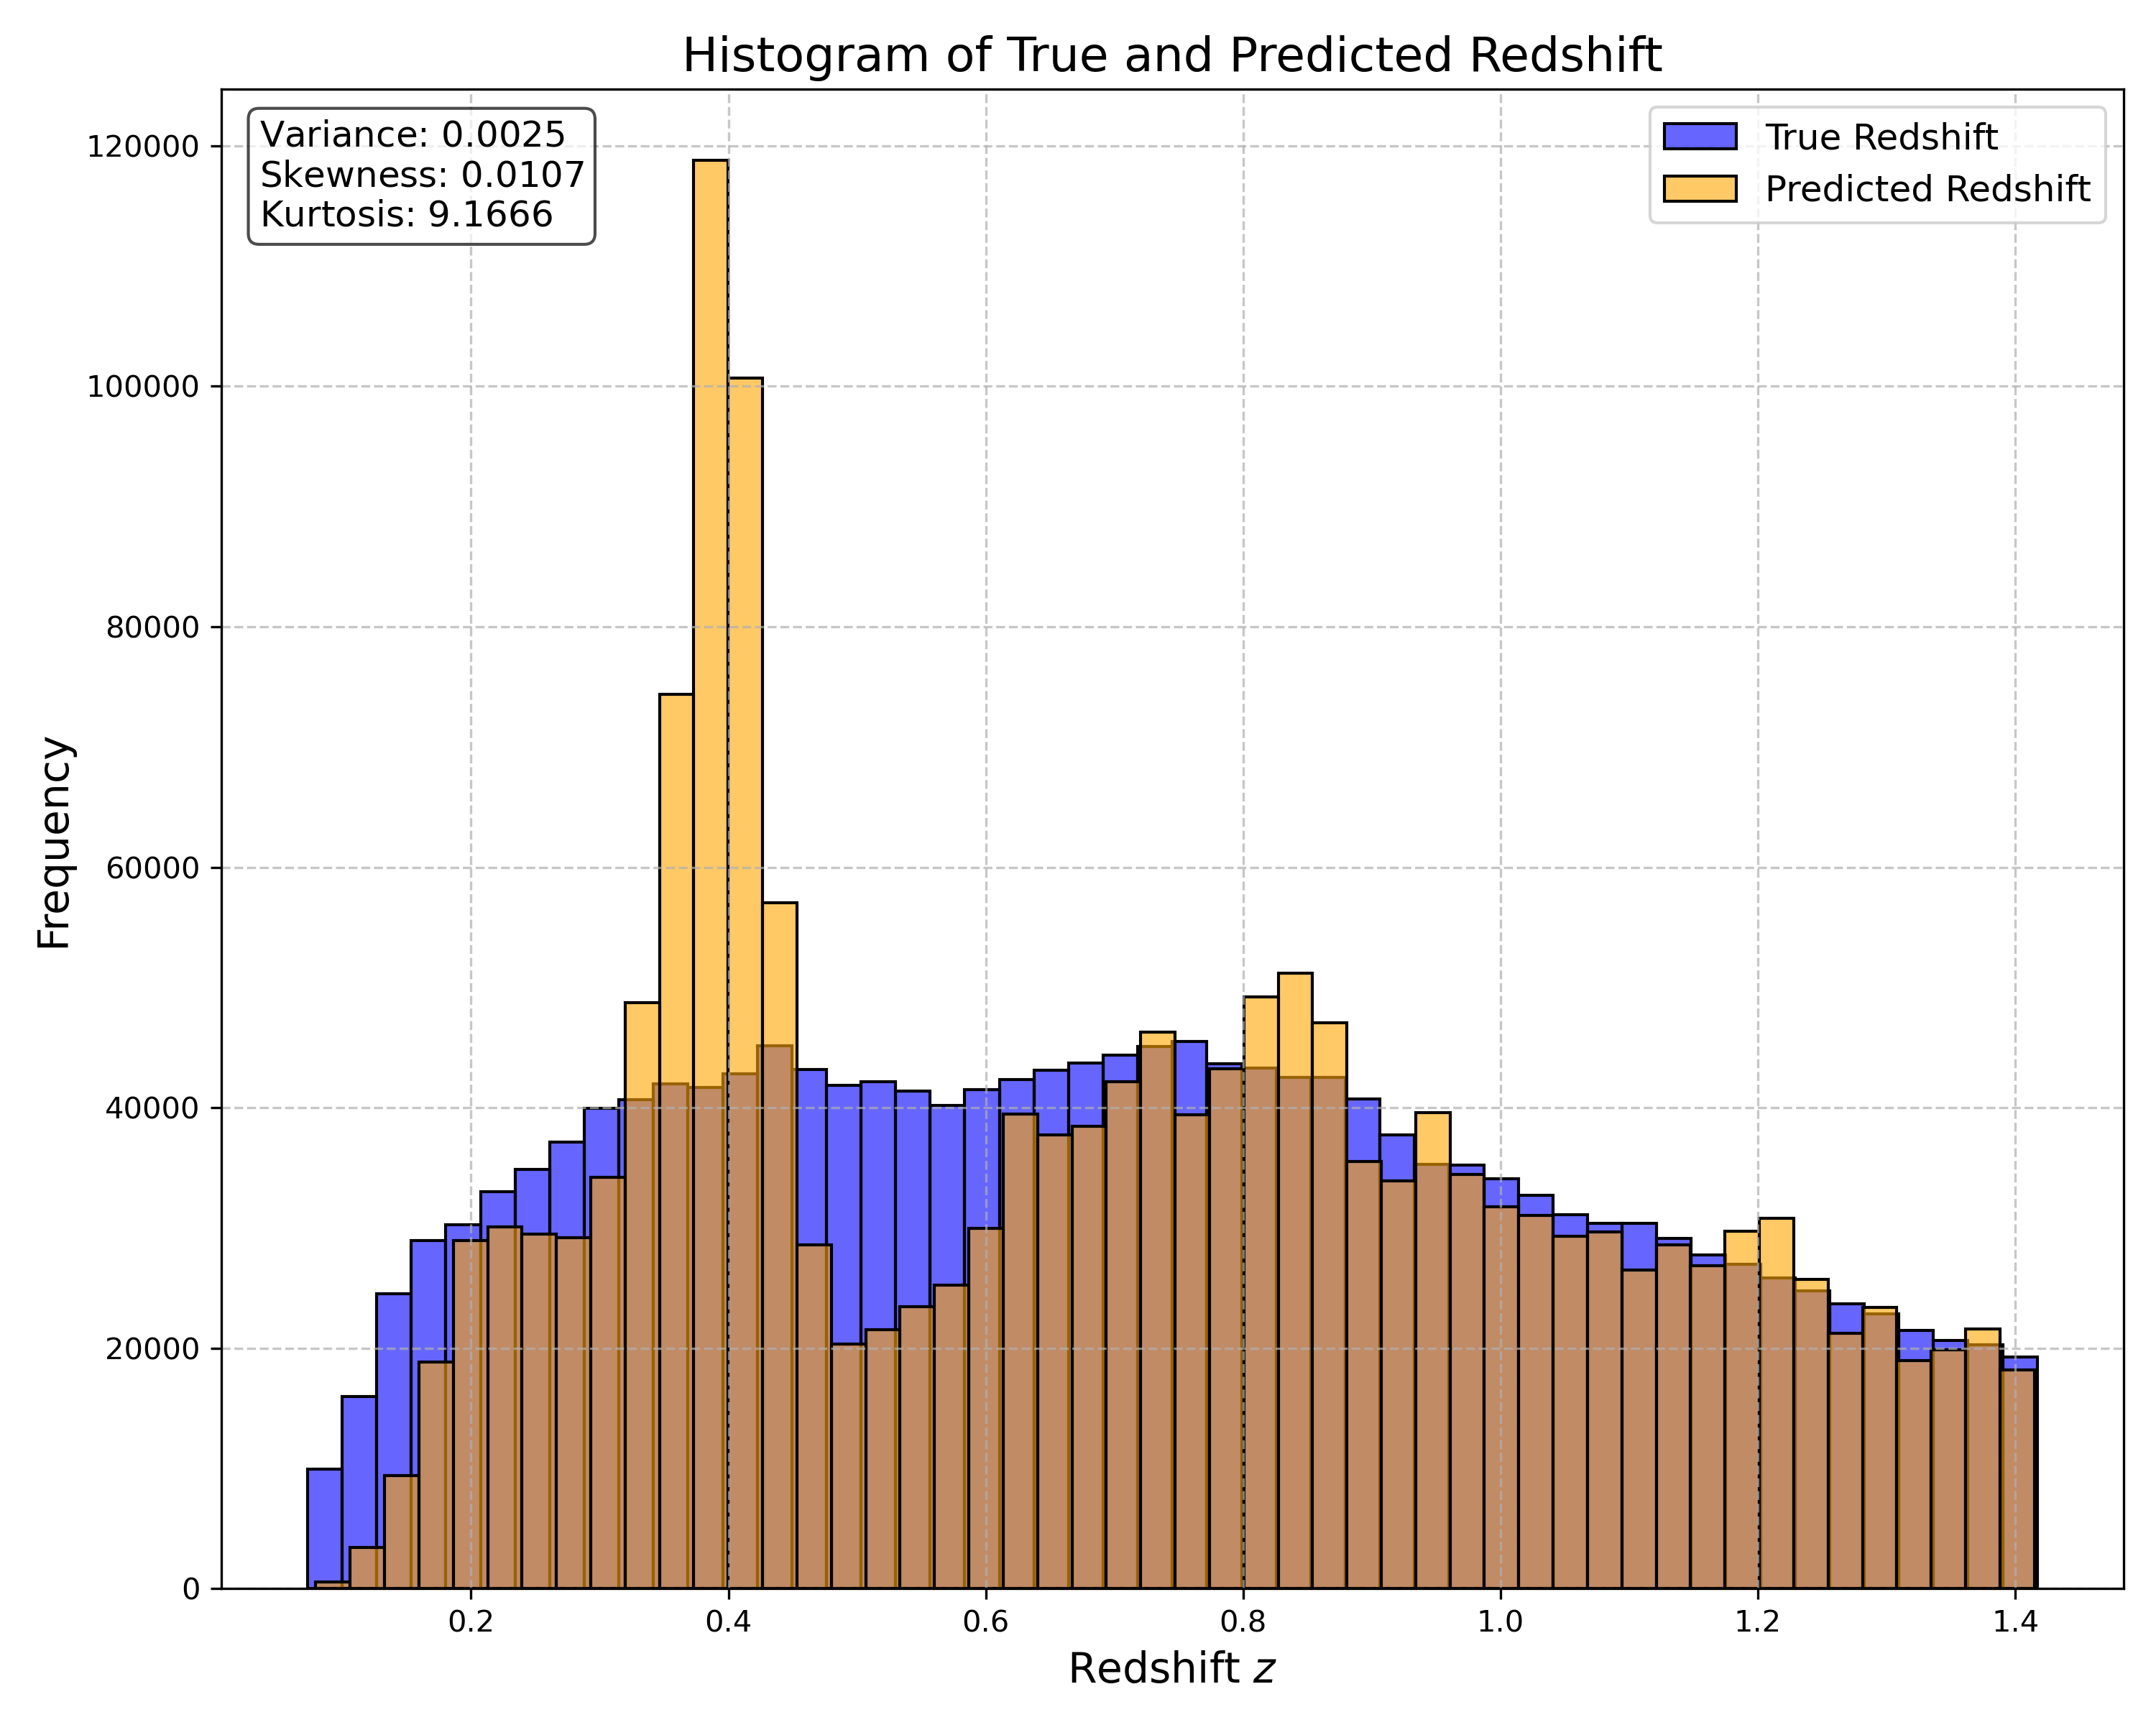 Histogram of True and Predicted Redshift
Variance: 0.0025
Skewness: 0.0107
Kurtosis: 9.1666
True Redshift
Predicted Redshift
Frequency
120000
100000
80000
60000
40000
20000
0
0.2 0.4 0.6 0.8 1.0 1.2 1.4
Redshift z